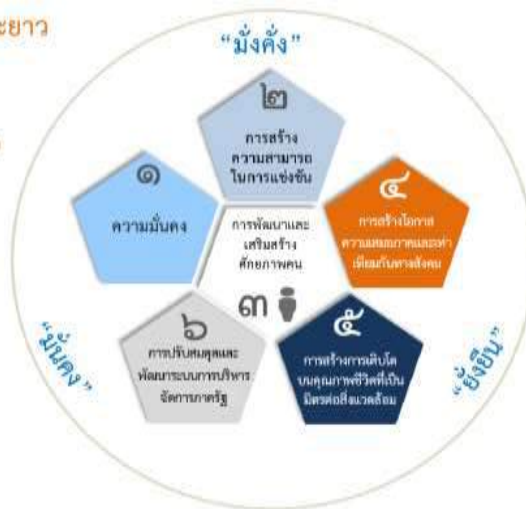 ะยาว
“มั่งคั่ง”
๒
การสร้าง
ความสามารถ
ในการแข่งขัน
๑
ความมั่นคง
๔
การสร้างโอกาส
ความเสมอภาคและเท่า
เทียมกันทางสังคม
การพัฒนาและ
เสริมสร้าง
ศักยภาพคน
๓
๖
การปรับสมดุลและ
พัฒนาระบบการบริหาร
จัดการภาครัฐ
๕
การสร้างการเติบโต
บนคุณภาพชีวิตที่เป็น
มิตรต่อสิ่งแวดล้อม
“มั่นคง”
“ยั่งยืน”